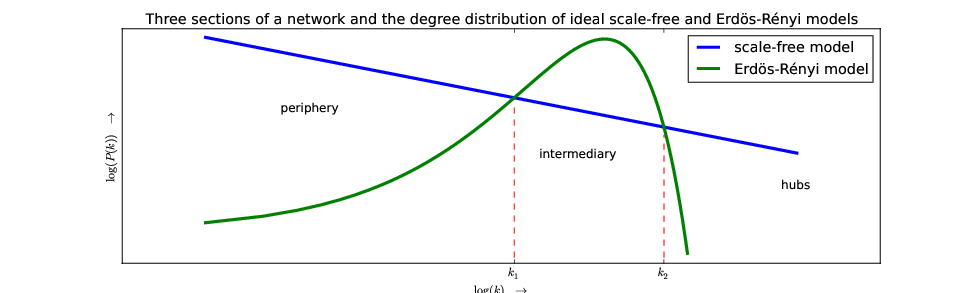 Three sections of a network and the degree distribution of ideal scale-free and Erdös-Rényi models
scale-free model
Erdös-Rényi model
periphery
intermediary
hubs
log(P(k)) →
k₁
k₂
log(k) →